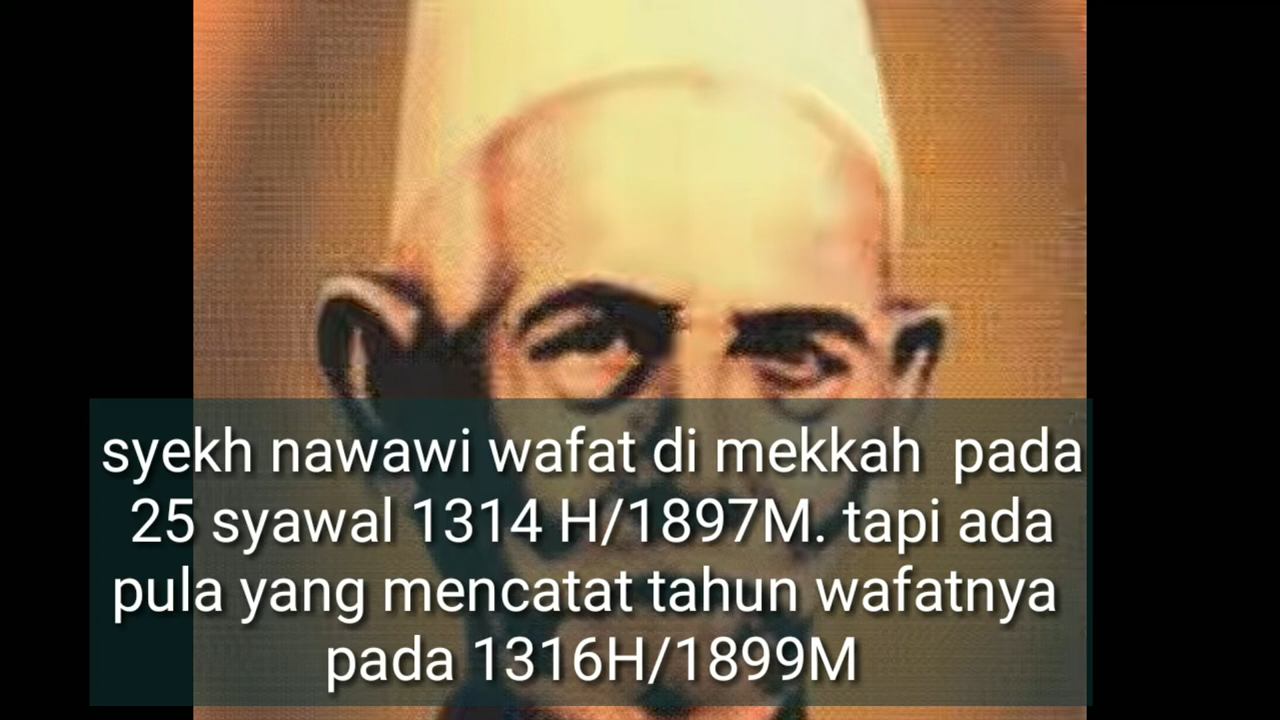 syekh nawawi wafat di mekkah  pada
25 syawal 1314 H/1897M. tapi ada
pula yang mencatat tahun wafatnya
pada 1316H/1899M